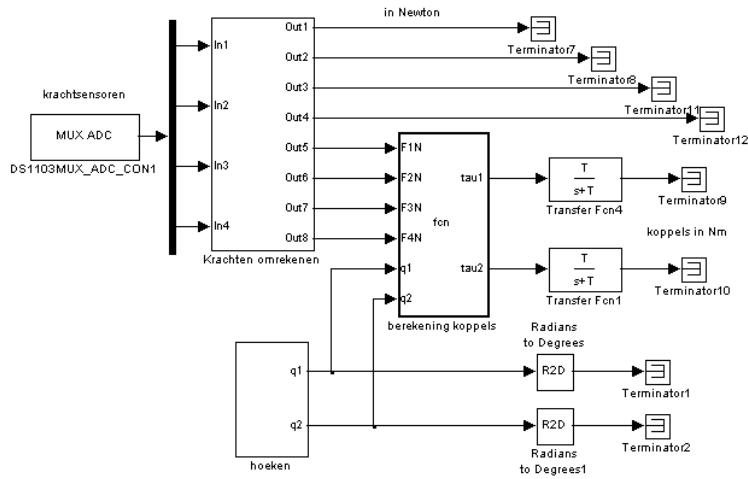 in Newton
Out1
Terminator7
Out2
Terminator8
Out3
Terminator11
Out4
Terminator12
krachtsensoren
MUX ADC
DS1103MUX_ADC_CON1
In1
In2
In3
In4
Out5
Out6
Out7
Out8
Krachten omrekenen
F1N
F2N
F3N
F4N
q1
q2
fcn
tau1
tau2
berekening koppels
T
s+T
Transfer Fcn4
Terminator9
koppels in Nm
T
s+T
Transfer Fcn1
Terminator10
q1
q2
hoeken
Radians
to Degrees
R2D
Terminator1
R2D
Radians
to Degrees1
Terminator2